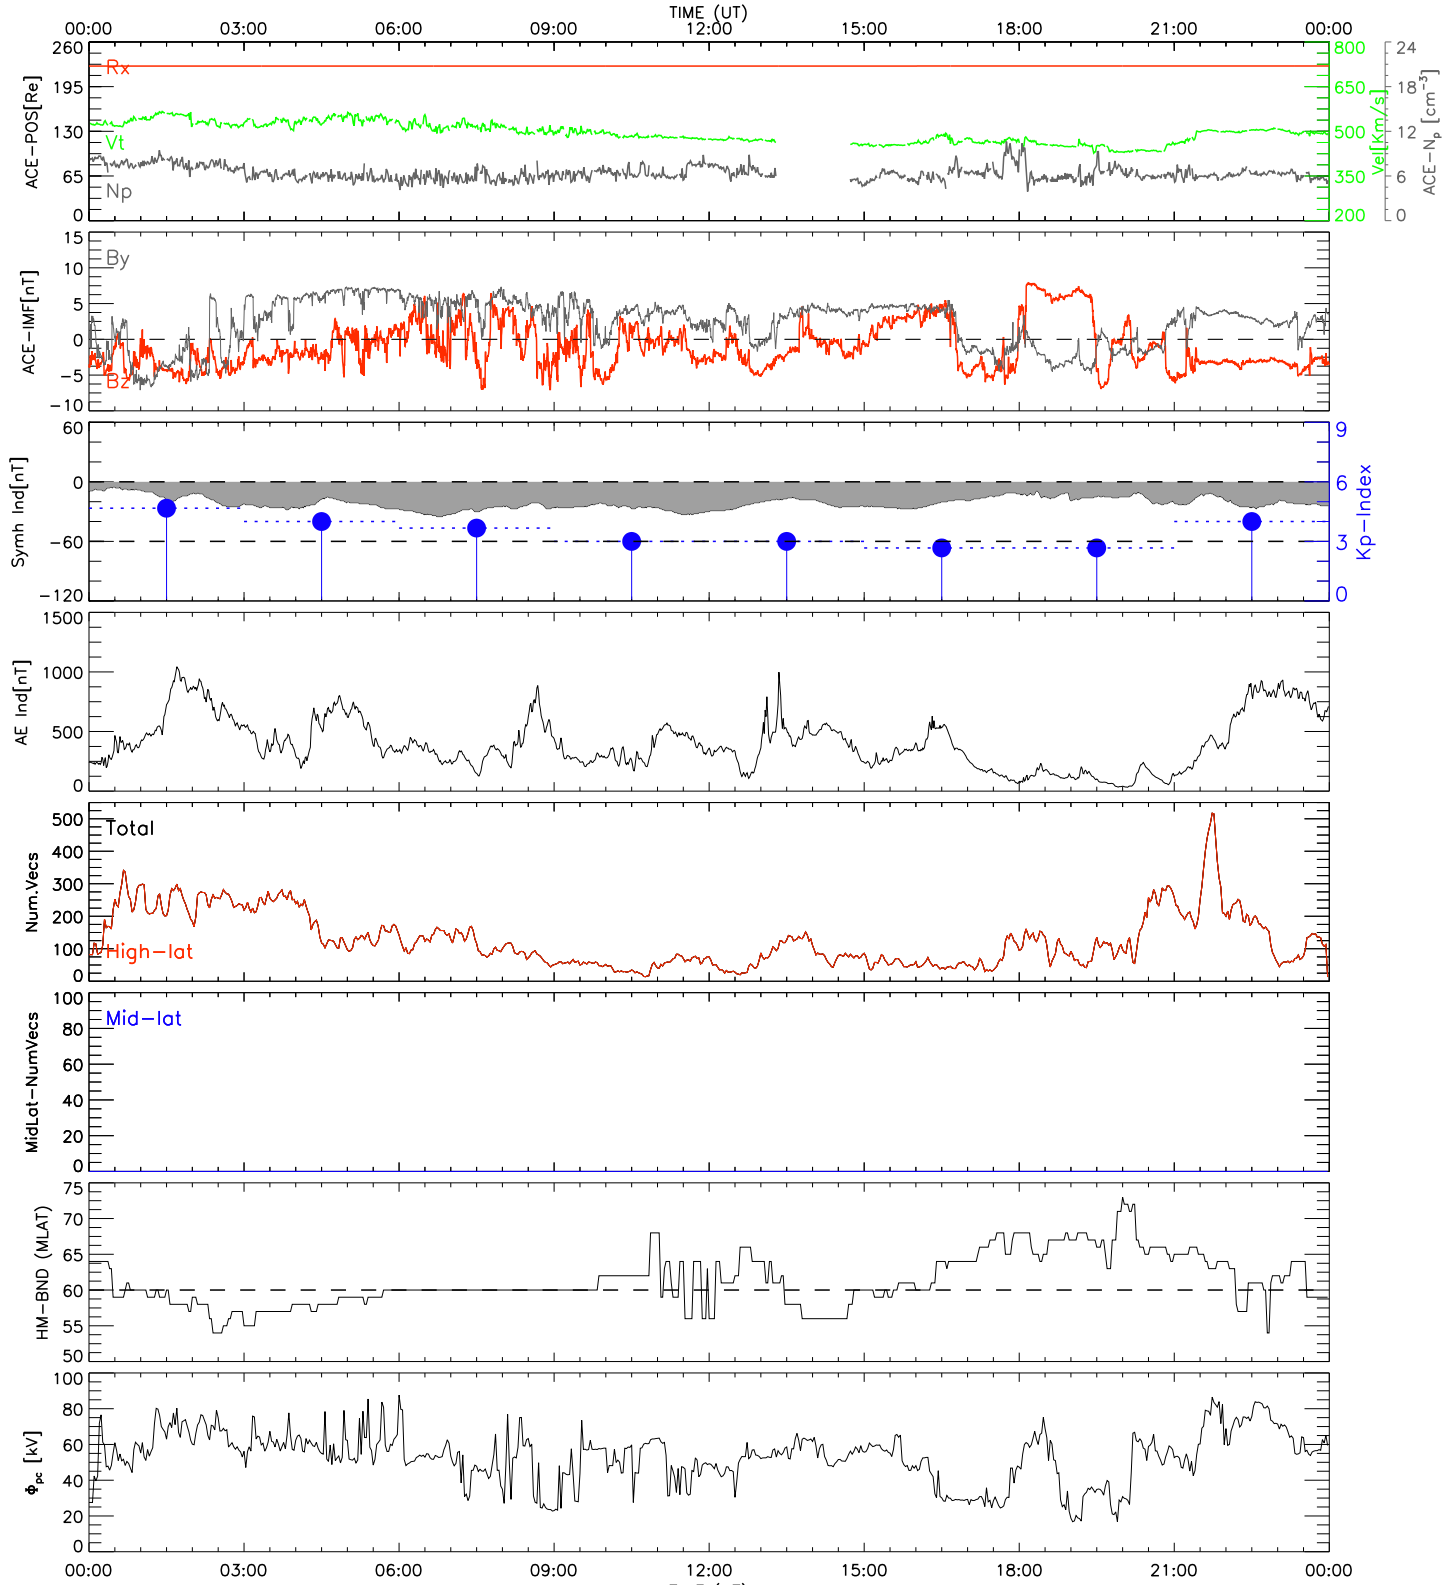 TIME (UT)
00:00 03:00 06:00 09:00 12:00 15:00 18:00 21:00 00:00
ACE-POS[Re]
260
195
130
65
0
Rx
Vt
Np
800
650
500
350
200
Vel[Km/s]
24
18
12
6
0
ACE-Np [cm-3]
ACE-IMF[nT]
15
10
5
0
-5
-10
By
Bz
Symh Ind[nT]
60
0
-60
-120
9
6
3
0
Kp-Index
AE Ind[nT]
1500
1000
500
0
Num.Vecs
500
400
300
200
100
0
Total
High-lat
MidLat-NumVecs
100
80
60
40
20
0
Mid-lat
HM-BND (MLAT)
75
70
65
60
55
50
Φpc [kV]
100
80
60
40
20
0
00:00 03:00 06:00 09:00 12:00 15:00 18:00 21:00 00:00